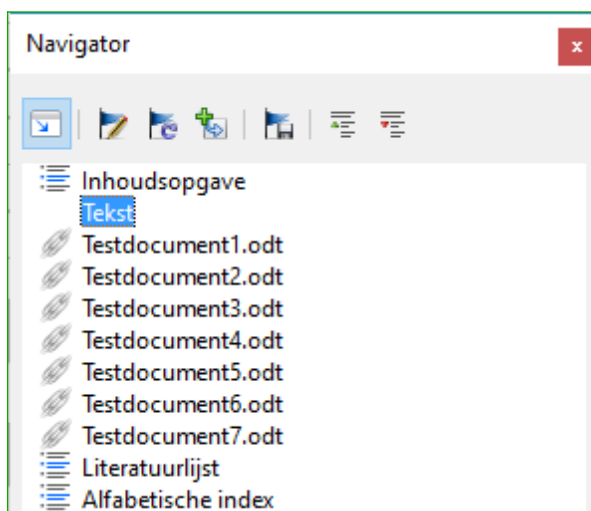 Navigator
x
Inhoudsopgave
Tekst
Testdocument1.odt
Testdocument2.odt
Testdocument3.odt
Testdocument4.odt
Testdocument5.odt
Testdocument6.odt
Testdocument7.odt
Literatuurlijst
Alfabetische index